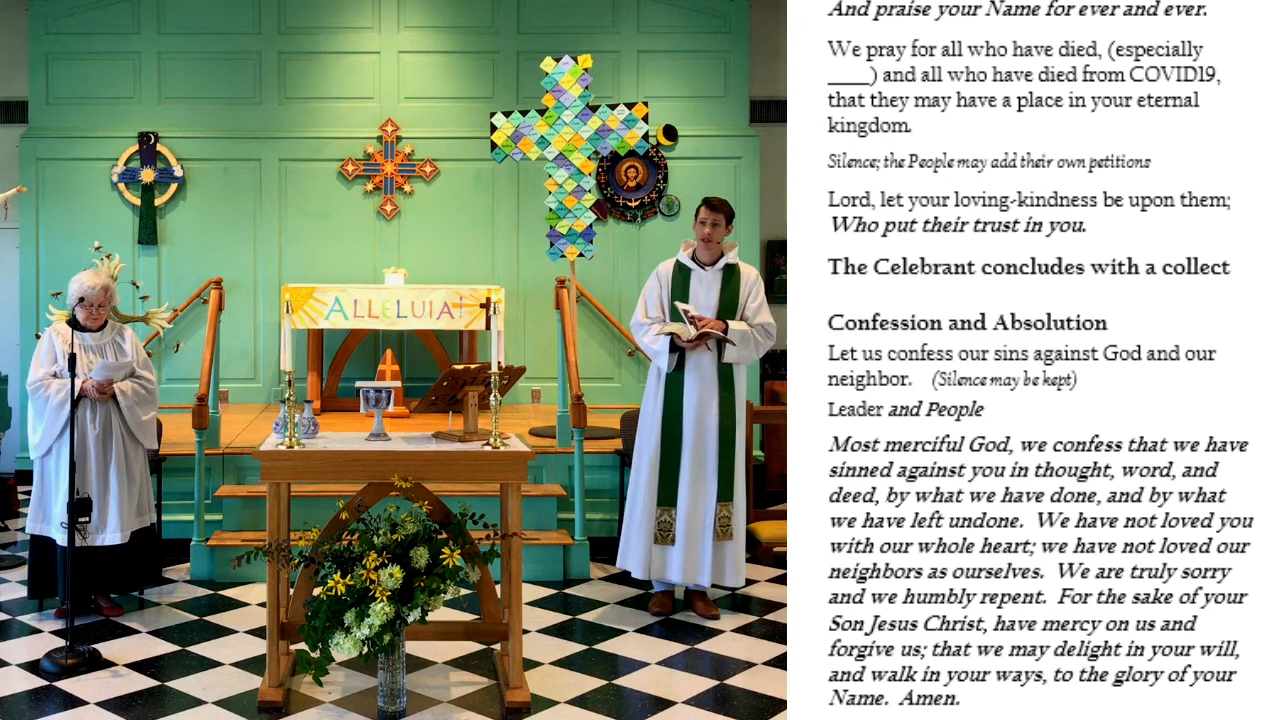 ALLELUIA!
And praise your Name for ever and ever.
We pray for all who have died, (especially
____) and all who have died from COVID19,
that they may have a place in your eternal
kingdom.
Silence; the People may add their own petitions
Lord, let your loving-kindness be upon them;
Who put their trust in you.
The Celebrant concludes with a collect
Confession and Absolution
Let us confess our sins against God and our
neighbor. (Silence may be kept)
Leader and People
Most merciful God, we confess that we have
sinned against you in thought, word, and
deed, by what we have done, and by what
we have left undone. We have not loved you
with our whole heart; we have not loved our
neighbors as ourselves. We are truly sorry
and we humbly repent. For the sake of your
Son Jesus Christ, have mercy on us and
forgive us; that we may delight in your will,
and walk in your ways, to the glory of your
Name. Amen.